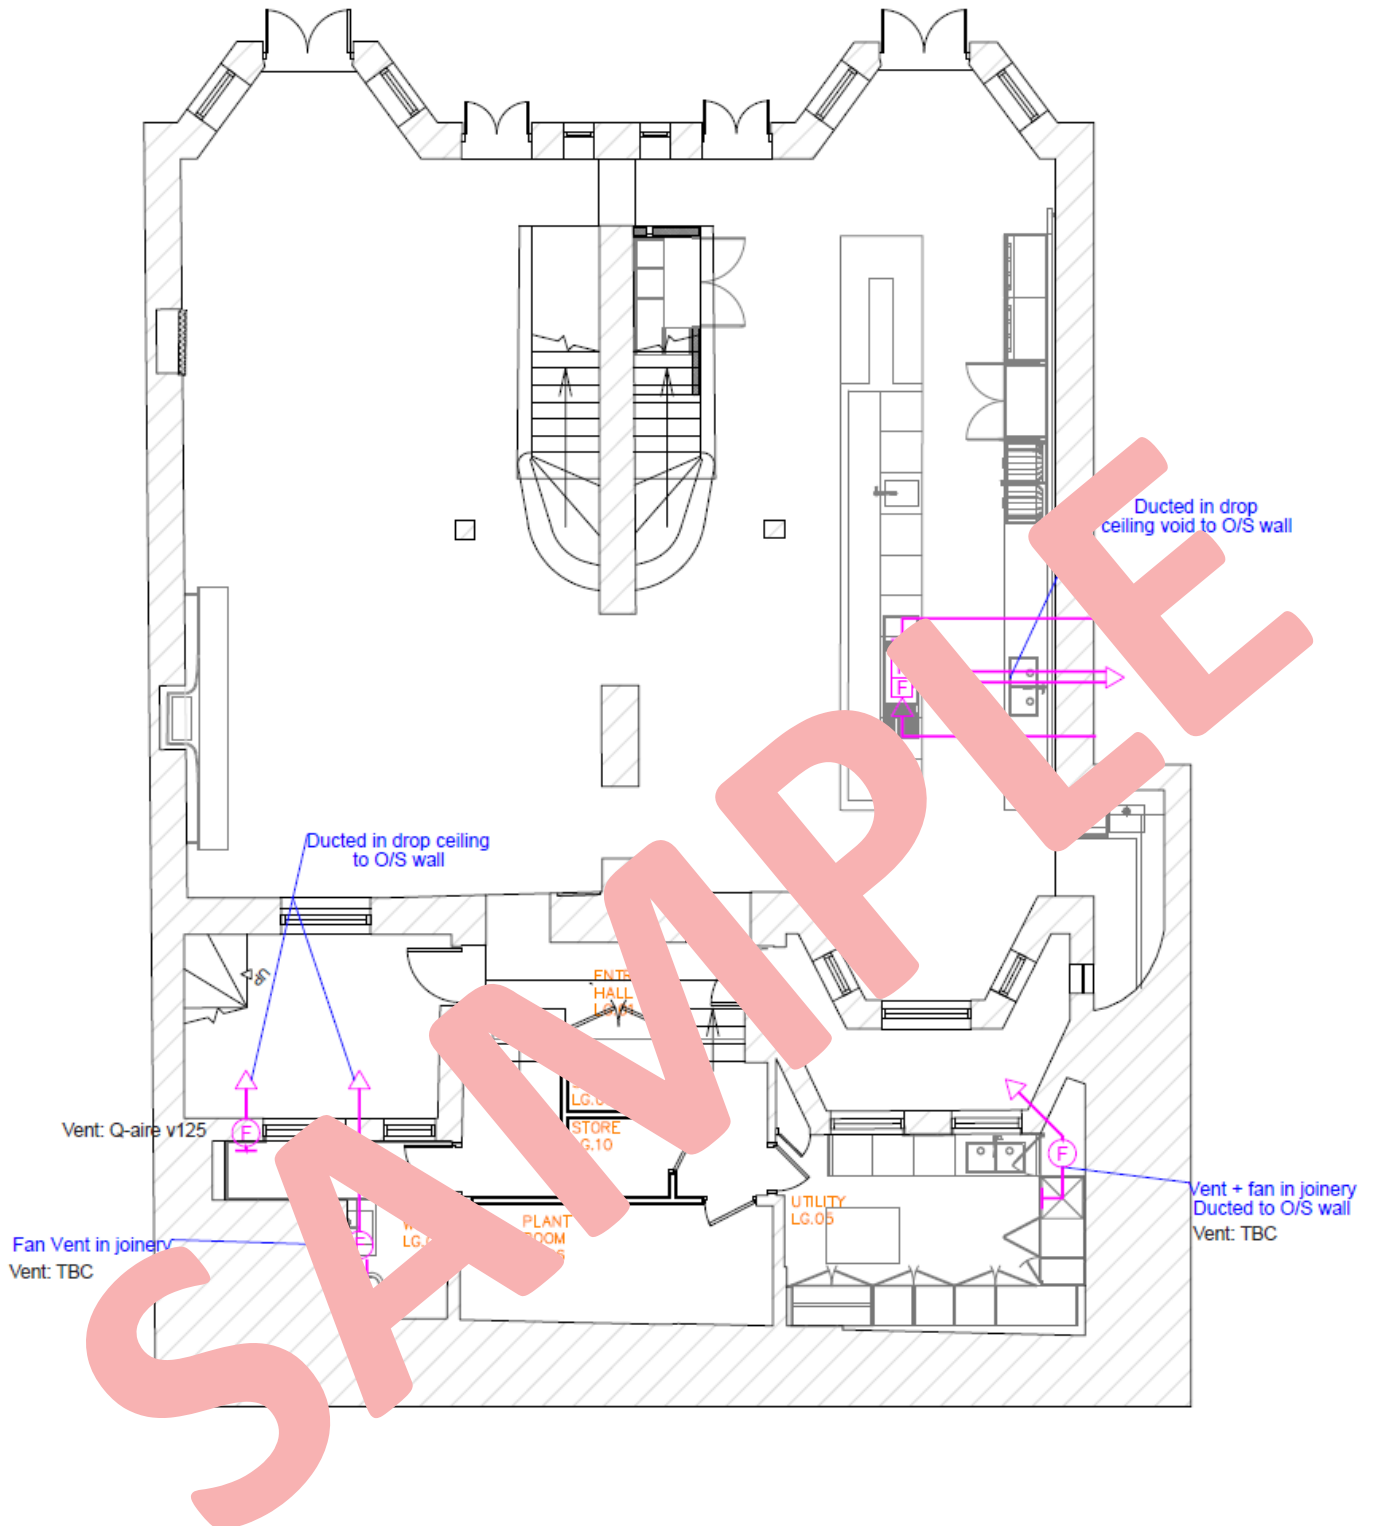 Ducted in drop
ceiling void to O/S wall
F
Ducted in drop ceiling
to O/S wall
UP
HALL
Vent: Q-aire v125
F
STORE
F
Vent + fan in joinery
Ducted to O/S wall
Vent: TBC
UTILITY
LG.05
PLANT
Fan Vent in joinery
Vent: TBC
SAMPLE